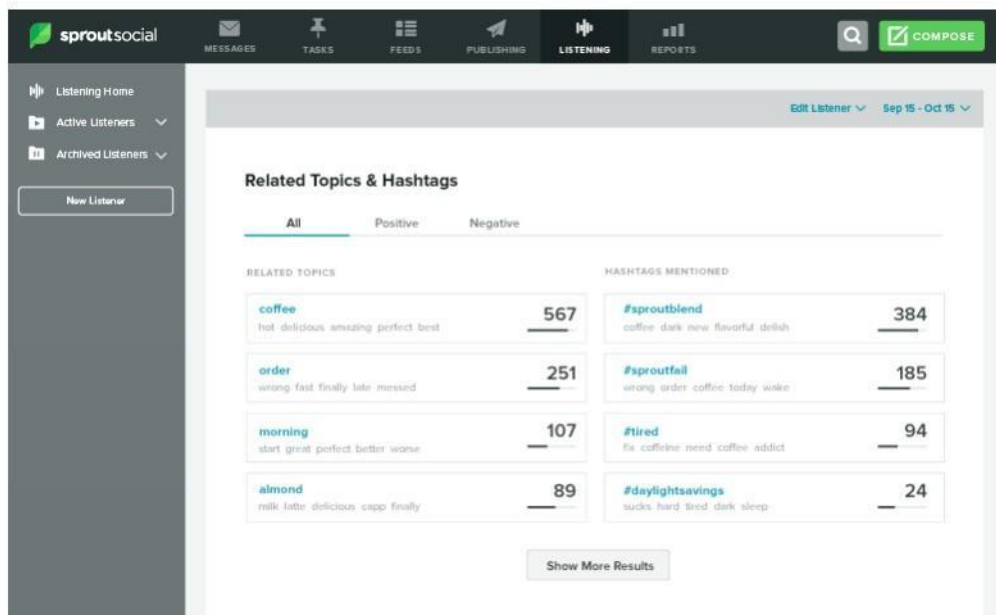 sproutsocial
MESSAGES
TASKS
FEEDS
PUBLISHING
LISTENING
REPORTS
COMPOSE
Listening Home
Active Listeners
Archived Listeners
New Listener
Edit Listener
Sep 15 - Oct 15
Related Topics & Hashtags
All
Positive
Negative
RELATED TOPICS
coffee
567
hot delicious amazing perfect best
order
251
wrong fast finally late messed
morning
107
start great perfect better worse
almond
89
milk latte delicious capp finally
HASHTAGS MENTIONED
#sproutblend
384
coffee dark new flavorful delish
#sproutfail
185
wrong order coffee today wake
#tired
94
fix caffeine need coffee addict
#daylightsavings
24
sucks hard tired dark sleep
Show More Results